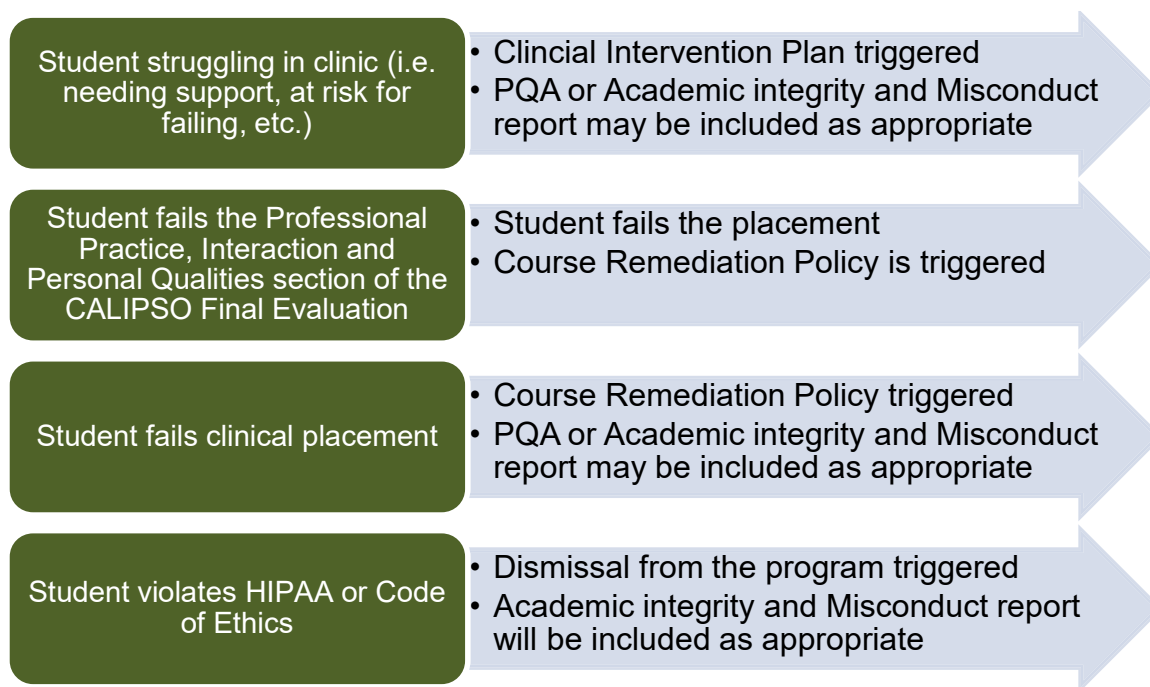 Student struggling in clinic (i.e.
needing support, at risk for
failing, etc.)
• Clincial Intervention Plan triggered
• PQA or Academic integrity and Misconduct
report may be included as appropriate
Student fails the Professional
Practice, Interaction and
Personal Qualities section of the
CALIPSO Final Evaluation
• Student fails the placement
• Course Remediation Policy is triggered
Student fails clinical placement
• Course Remediation Policy triggered
• PQA or Academic integrity and Misconduct
report may be included as appropriate
Student violates HIPAA or Code
of Ethics
• Dismissal from the program triggered
• Academic integrity and Misconduct report
will be included as appropriate